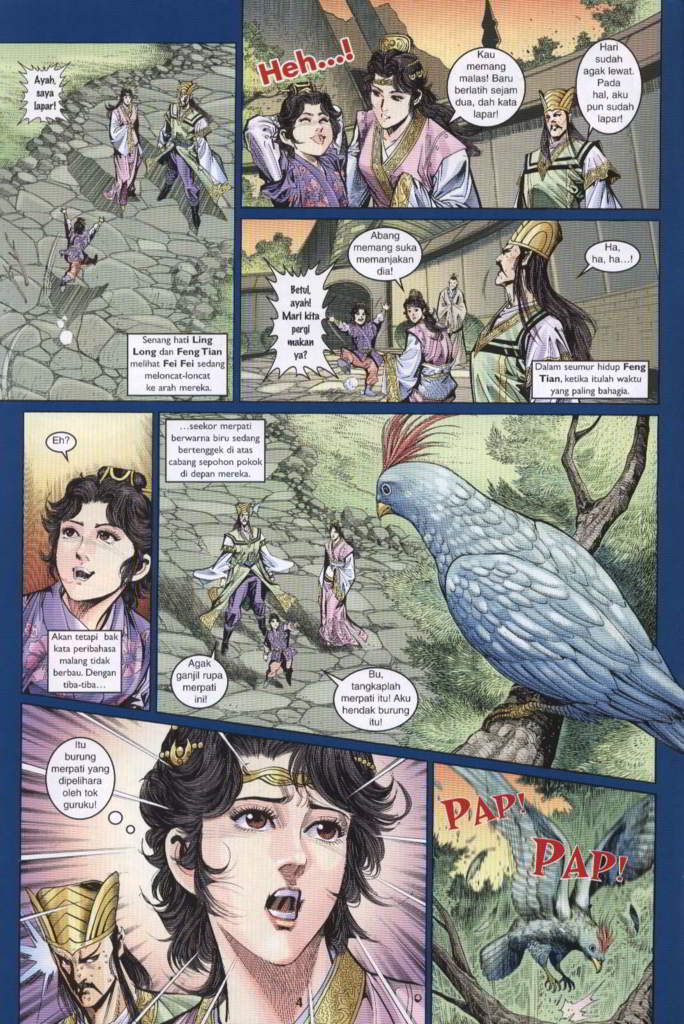 Ayah,
saya
lapar!
Senang hati Ling
Long dan Feng Tian
melihat Fei Fei sedang
meloncat-loncat
ke arah mereka.
Heh...!
Kau
memang
malas! Baru
berlatih sejam
dua, dah kata
lapar!
Hari
sudah
agak lewat.
Pada
hal, aku
pun sudah
lapar!
Betul,
ayah!
Mari kita
pergi
makan
ya?
Abang
memang suka
memanjakan
dia!
Ha,
ha, ha...!
Dalam seumur hidup Feng
Tian, ketika itulah waktu
yang paling bahagia.
Eh?
Akan tetapi bak
kata peribahasa
malang tidak
berbau. Dengan
tiba-tiba...
...seekor merpati
berwarna biru sedang
bertenggek di atas
cabang sepohon pokok
di depan mereka.
Agak
ganjil rupa
merpati
ini!
Bu,
tangkaplah
merpati itu! Aku
hendak burung
itu!
Itu
burung
merpati yang
dipelihara
oleh tok
guruku!
PAP!
PAP!
4